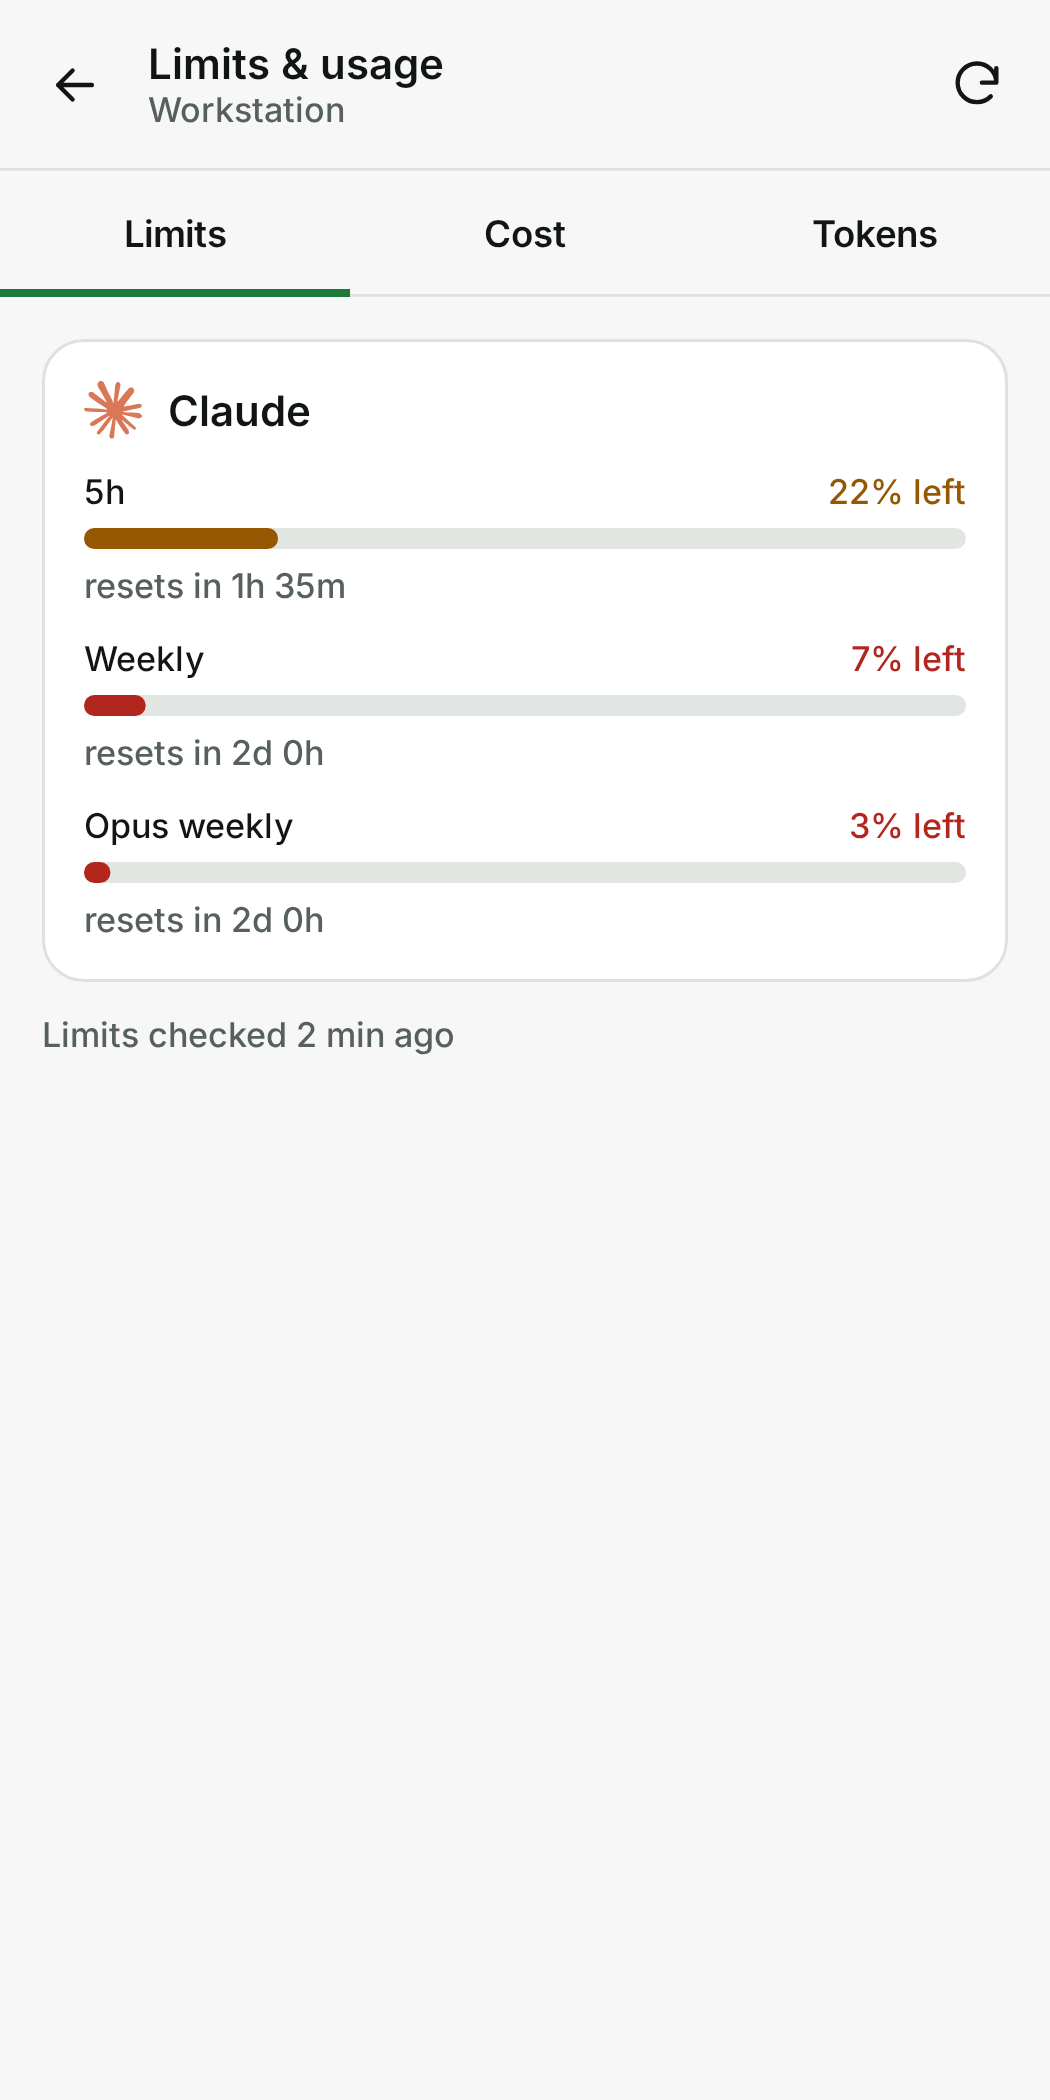 Limits & usage
Workstation
Limits
Cost
Tokens
Claude
5h
22% left
resets in 1h 35m
Weekly
7% left
resets in 2d 0h
Opus weekly
3% left
resets in 2d 0h
Limits checked 2 min ago